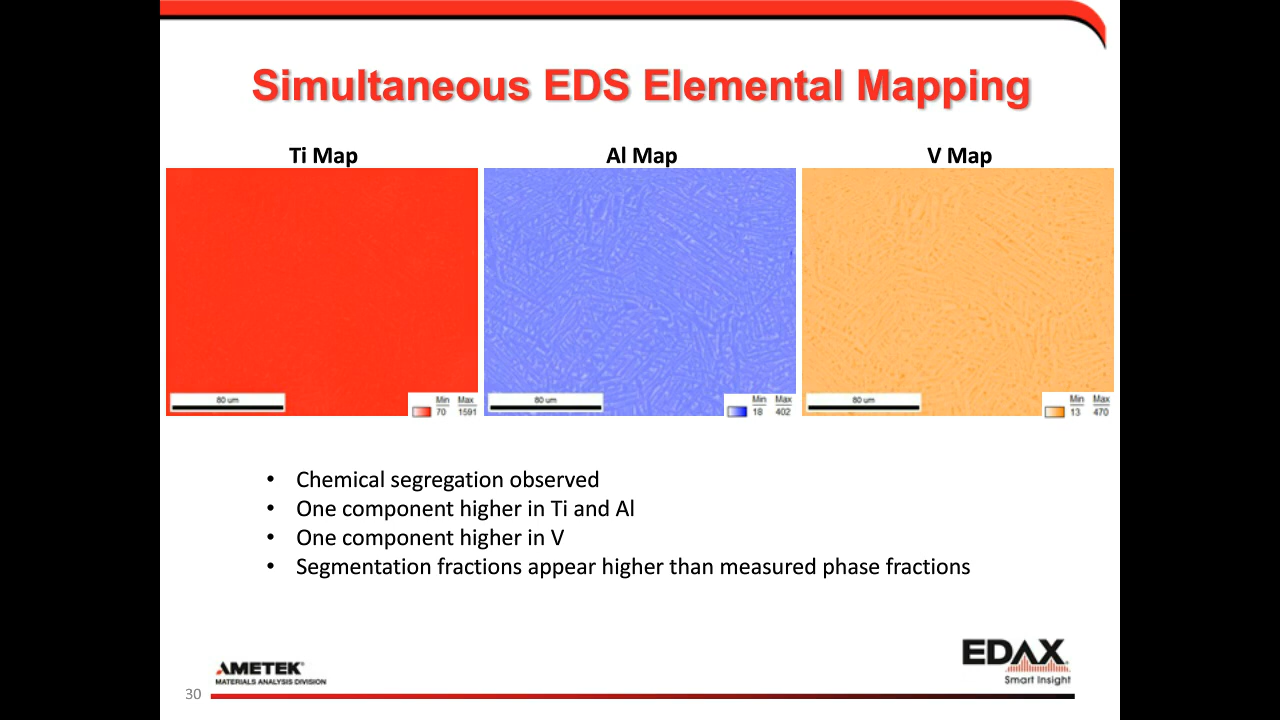 Simultaneous EDS Elemental Mapping
Ti Map
Al Map
V Map
80 um
Min Max
70 1591
80 um
Min Max
18 402
80 um
Min Max
13 470
• Chemical segregation observed
• One component higher in Ti and Al
• One component higher in V
• Segmentation fractions appear higher than measured phase fractions
AMETEK®
MATERIALS ANALYSIS DIVISION
EDAX
Smart Insight
30